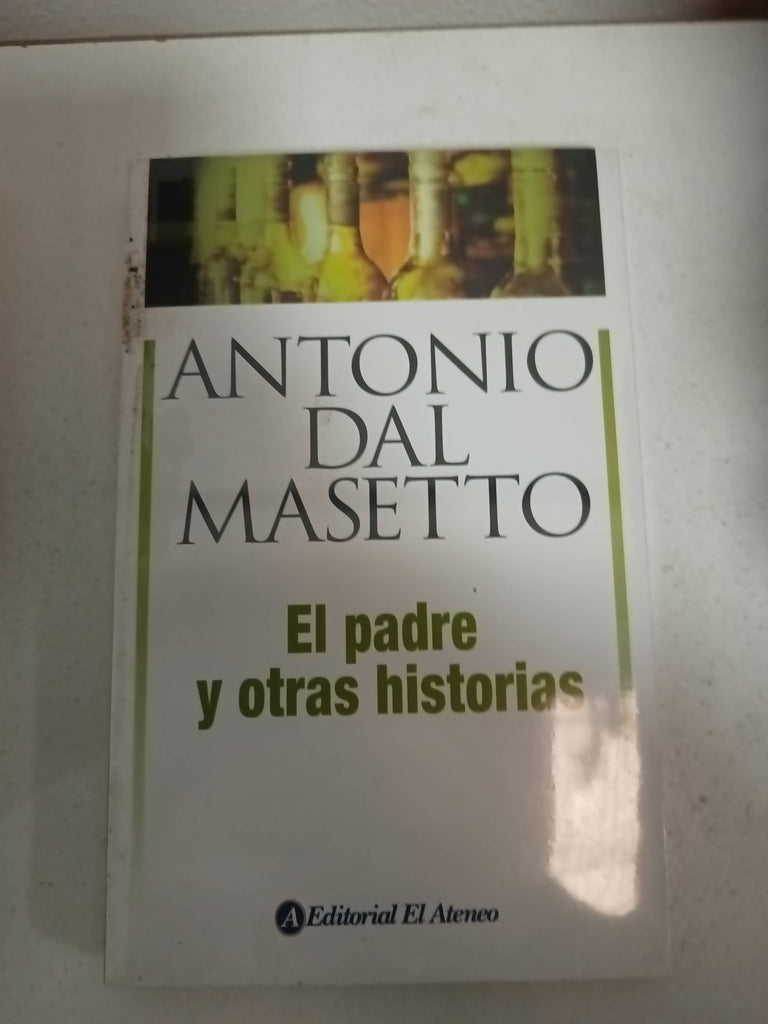 ANTONIO
DAL
MASETTO
El padre
y otras historias
A Editorial El Ateneo